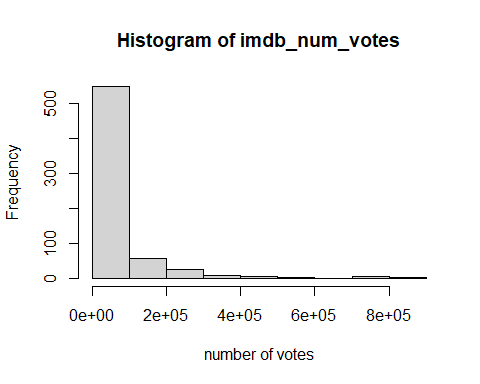 Histogram of imdb_num_votes
Frequency
500
300
100
0
0e+00 2e+05 4e+05 6e+05 8e+05
number of votes